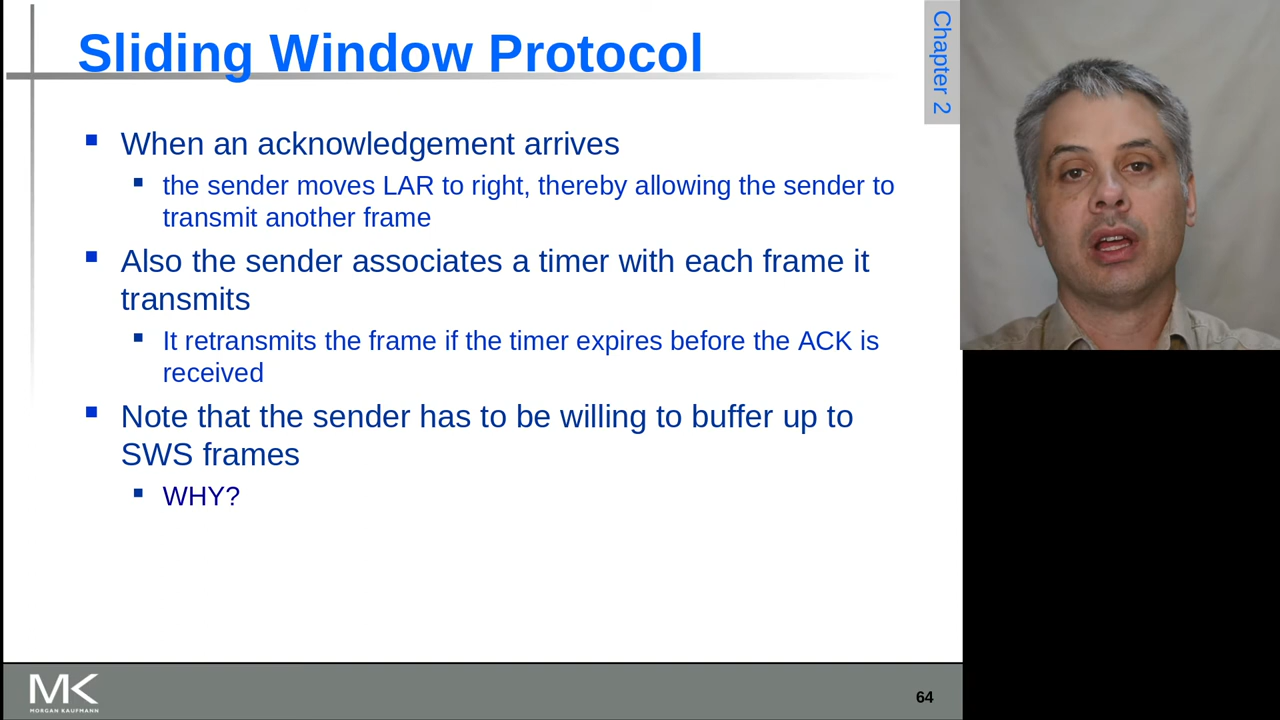 Sliding Window Protocol
Chapter 2
When an acknowledgement arrives
the sender moves LAR to right, thereby allowing the sender to
transmit another frame
Also the sender associates a timer with each frame it
transmits
It retransmits the frame if the timer expires before the ACK is
received
Note that the sender has to be willing to buffer up to
SWS frames
WHY?
MK
MORGAN KAUFMANN
64